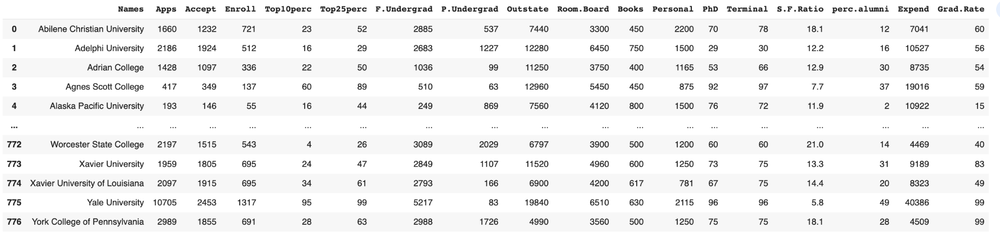 Names Apps Accept Enroll Top10perc Top25perc F.Undergrad P.Undergrad Outstate Room.Board Books Personal PhD Terminal S.F.Ratio perc.alumni Expend Grad.Rate
0 Abilene Christian University 1660 1232 721 23 52 2885 537 7440 3300 450 2200 70 78 18.1 12 7041 60
1 Adelphi University 2186 1924 512 16 29 2683 1227 12280 6450 750 1500 29 30 12.2 16 10527 56
2 Adrian College 1428 1097 336 22 50 1036 99 11250 3750 400 1165 53 66 12.9 30 8735 54
3 Agnes Scott College 417 349 137 60 89 510 63 12960 5450 450 875 92 97 7.7 37 19016 59
4 Alaska Pacific University 193 146 55 16 44 249 869 7560 4120 800 1500 76 72 11.9 2 10922 15
... ... ... ... ... ... ... ... ... ... ... ... ... ... ... ... ... ... ...
772 Worcester State College 2197 1515 543 4 26 3089 2029 6797 3900 500 1200 60 60 21.0 14 4469 40
773 Xavier University 1959 1805 695 24 47 2849 1107 11520 4960 600 1250 73 75 13.3 31 9189 83
774 Xavier University of Louisiana 2097 1915 695 34 61 2793 166 6900 4200 617 781 67 75 14.4 20 8323 49
775 Yale University 10705 2453 1317 95 99 5217 83 19840 6510 630 2115 96 96 5.8 49 40386 99
776 York College of Pennsylvania 2989 1855 691 28 63 2988 1726 4990 3560 500 1250 75 75 18.1 28 4509 99